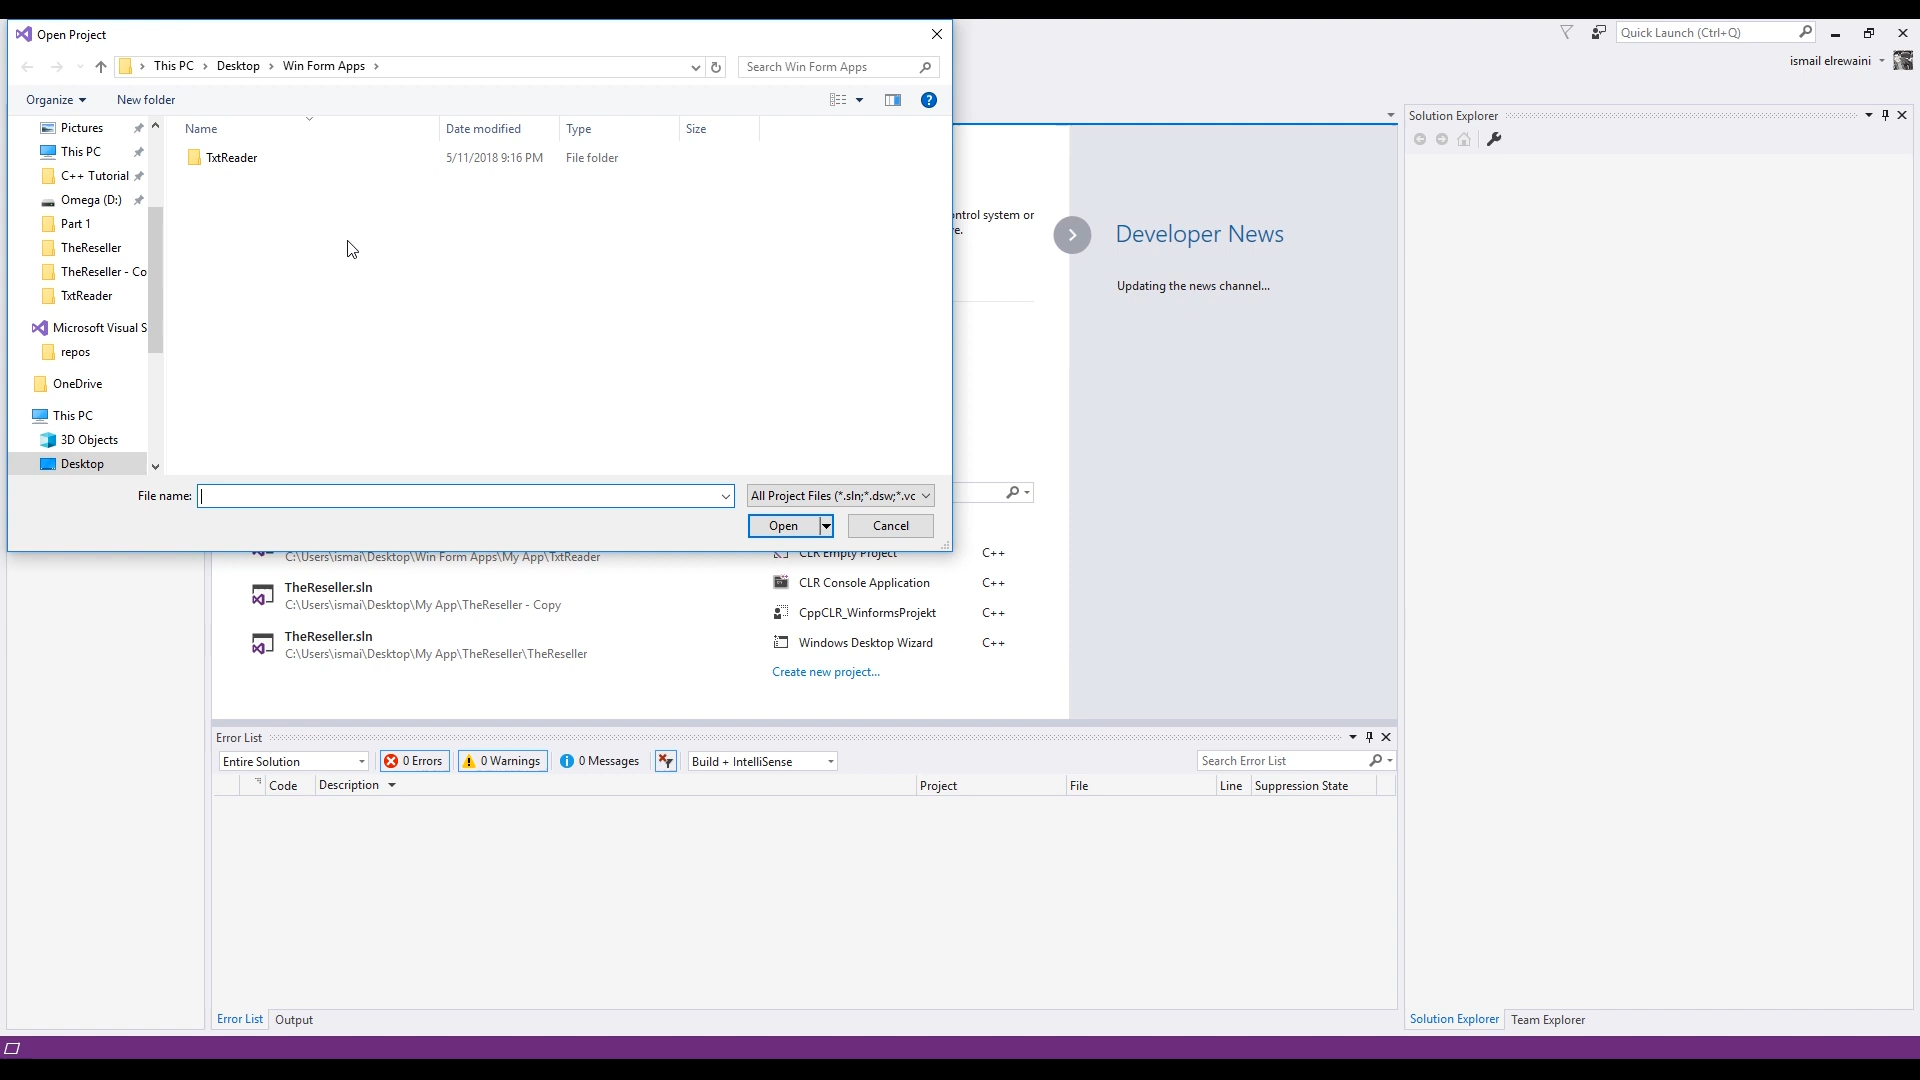 Open Project
Quick Launch (Ctrl+Q)
ismail elrewaini
This PC > Desktop > Win Form Apps >
Search Win Form Apps
Organize
New folder
Name
Date modified
Type
Size
TxtReader
5/11/2018 9:16 PM
File folder
Pictures
This PC
C++ Tutorial
Omega (D:)
Part 1
TheReseller
TheReseller - Co
TxtReader
Microsoft Visual S
repos
OneDrive
This PC
3D Objects
Desktop
File name:
All Project Files (*.sln;*.dsw;*.vc
Open
Cancel
ontrol system or
Developer News
Updating the news channel...
Solution Explorer
C:\Users\ismai\Desktop\Win Form Apps\My App\TxtReader
TheReseller.sln
C:\Users\ismai\Desktop\My App\TheReseller - Copy
TheReseller.sln
C:\Users\ismai\Desktop\My App\TheReseller\TheReseller
CLR Empty Project C++
CLR Console Application C++
CppCLR_WinformsProjekt C++
Windows Desktop Wizard C++
Create new project...
Error List
Entire Solution
0 Errors
0 Warnings
0 Messages
Build + IntelliSense
Search Error List
Code
Description
Project
File
Line
Suppression State
Error List
Output
Solution Explorer
Team Explorer